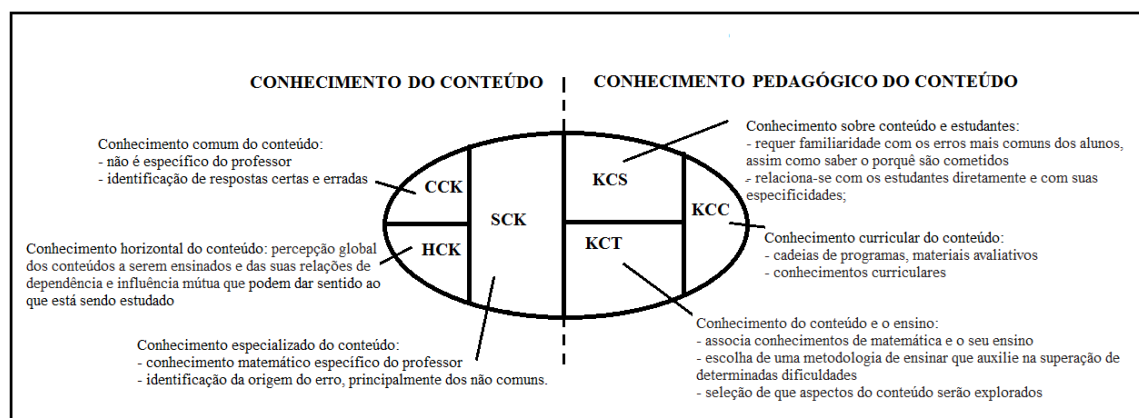 CONHECIMENTO DO CONTEÚDO
CONHECIMENTO PEDAGÓGICO DO CONTEÚDO
Conhecimento comum do conteúdo:
- não é específico do professor
- identificação de respostas certas e erradas
Conhecimento horizontal do conteúdo: percepção global
dos conteúdos a serem ensinados e das suas relações de
dependência e influência mútua que podem dar sentido ao
que está sendo estudado
Conhecimento especializado do conteúdo:
- conhecimento matemático específico do professor
- identificação da origem do erro, principalmente dos não comuns.
CCK
HCK
SCK
KCS
KCT
KCC
Conhecimento sobre conteúdo e estudantes:
- requer familiaridade com os erros mais comuns dos alunos,
assim como saber o porquê são cometidos
- relaciona-se com os estudantes diretamente e com suas
especificidades;
Conhecimento curricular do conteúdo:
- cadeias de programas, materiais avaliativos
- conhecimentos curriculares
Conhecimento do conteúdo e o ensino:
- associa conhecimentos de matemática e o seu ensino
- escolha de uma metodologia de ensinar que auxilie na superação de
determinadas dificuldades
- seleção de que aspectos do conteúdo serão explorados